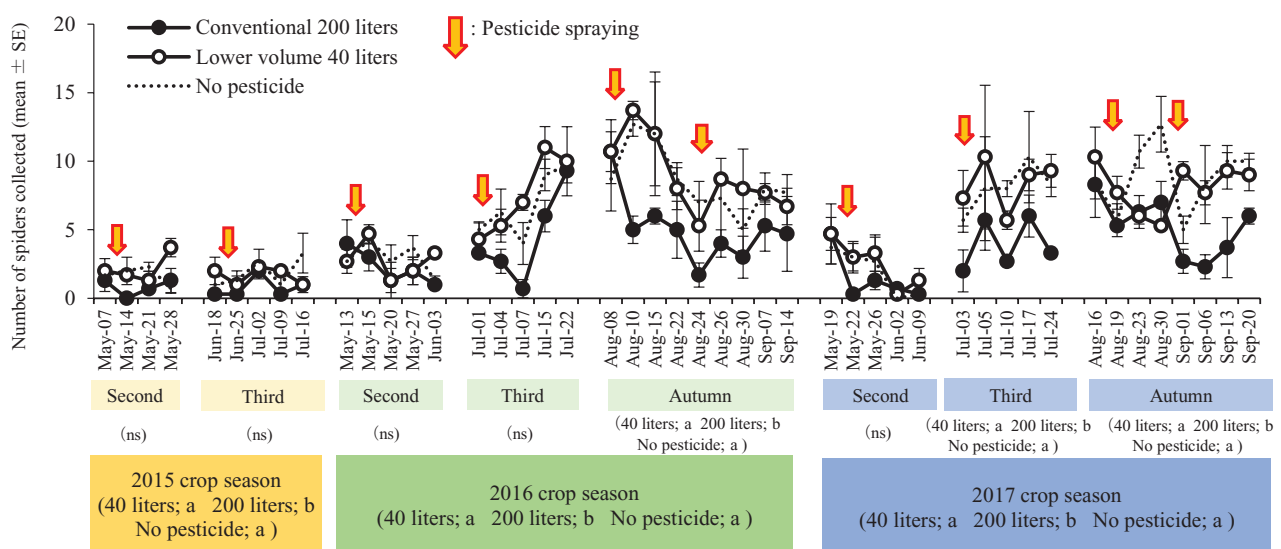 Number of spiders collected (mean ± SE)
20
15
10
5
0
Conventional 200 liters
Lower volume 40 liters
No pesticide
: Pesticide spraying
May-07
May-14
May-21
May-28
Jun-18
Jun-25
Jul-02
Jul-09
Jul-16
May-13
May-15
May-20
May-27
Jun-03
Jul-01
Jul-04
Jul-07
Jul-15
Jul-22
Aug-08
Aug-10
Aug-15
Aug-22
Aug-24
Aug-26
Aug-30
Sep-07
Sep-14
May-19
May-22
May-26
Jun-02
Jun-09
Jul-03
Jul-05
Jul-10
Jul-17
Jul-24
Aug-16
Aug-19
Aug-23
Aug-30
Sep-01
Sep-06
Sep-13
Sep-20
Second
Third
Second
Third
Autumn
Second
Third
Autumn
(ns)
(ns)
(ns)
(ns)
(40 liters; a 200 liters; b
No pesticide; a )
(ns)
(40 liters; a 200 liters; b
No pesticide; a )
(40 liters; a 200 liters; b
No pesticide; a )
2015 crop season
(40 liters; a 200 liters; b
No pesticide; a )
2016 crop season
(40 liters; a 200 liters; b No pesticide; a )
2017 crop season
(40 liters; a 200 liters; b No pesticide; a )